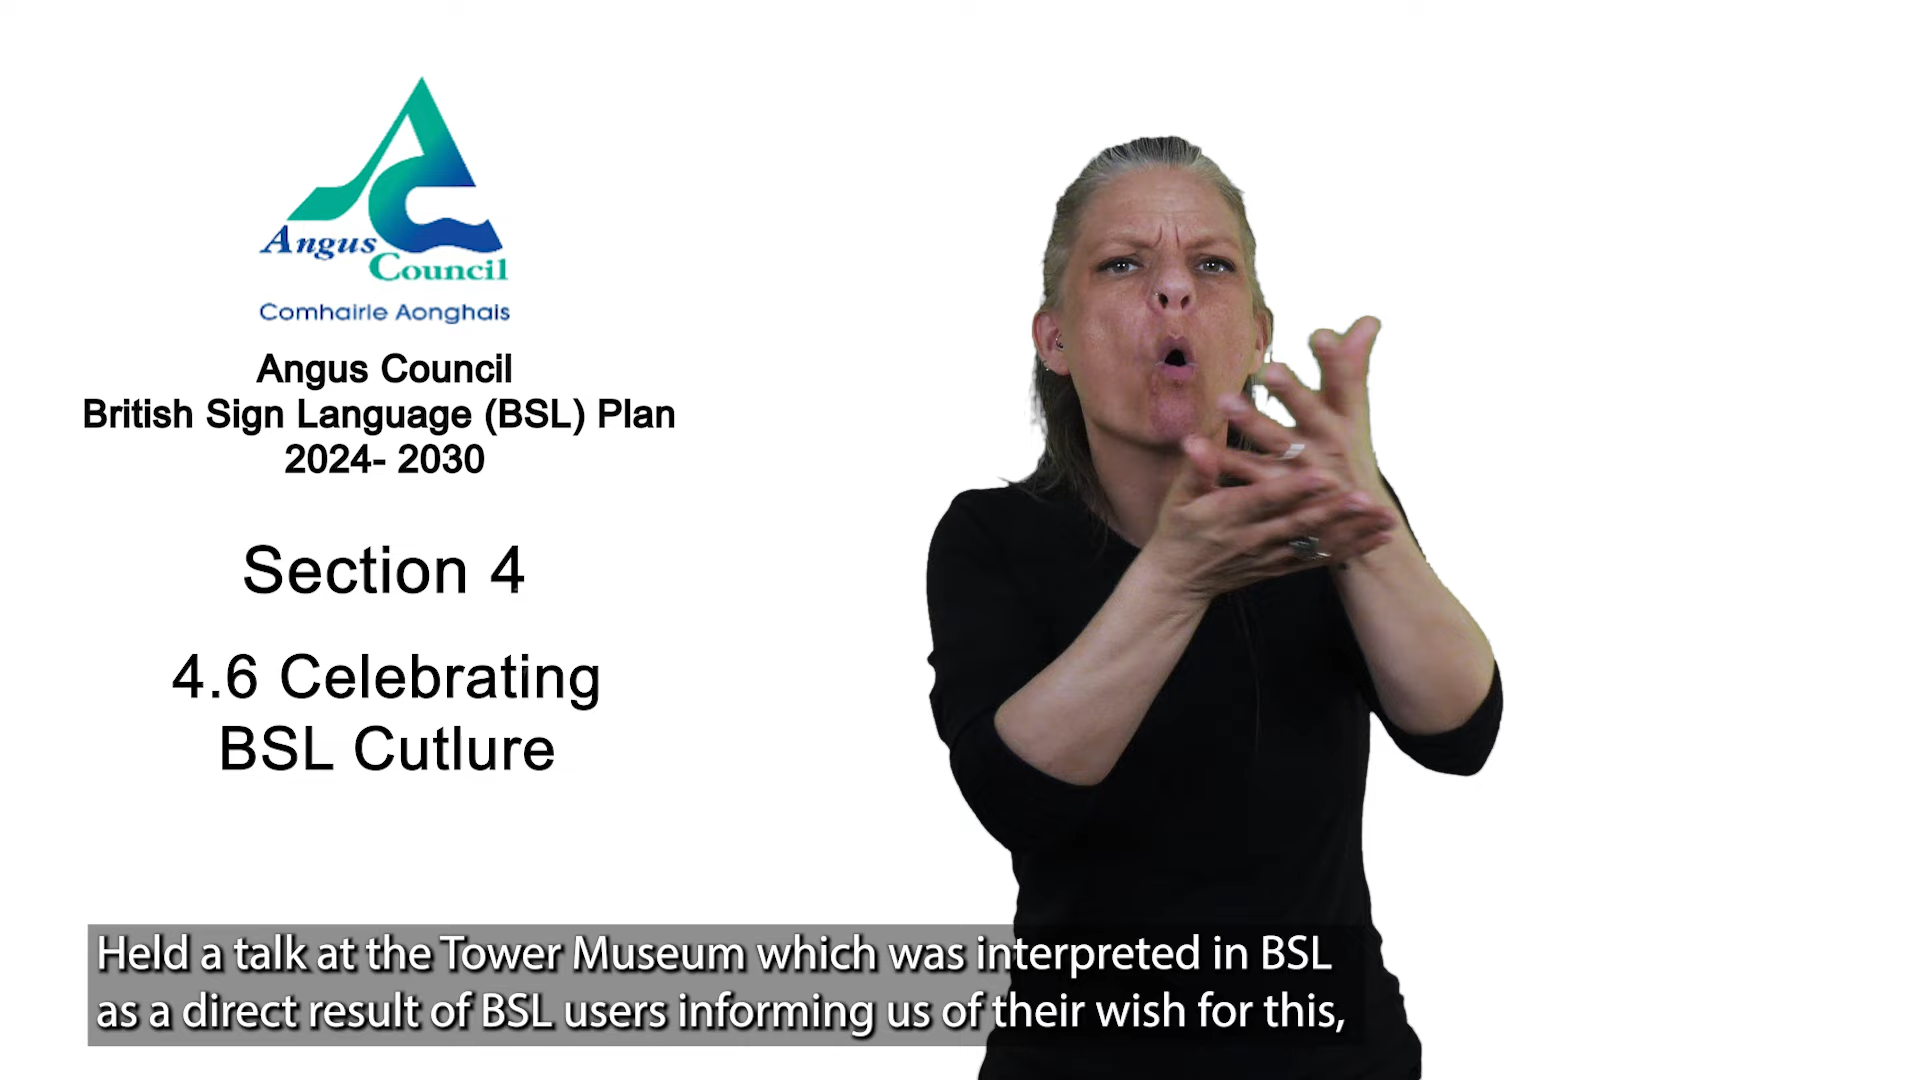 Angus
Council
Comhairle Aonghais
Angus Council
British Sign Language (BSL) Plan
2024- 2030
Section 4
4.6 Celebrating
BSL Cutlure
Held a talk at the Tower Museum which was interpreted in BSL
as a direct result of BSL users informing us of their wish for this,